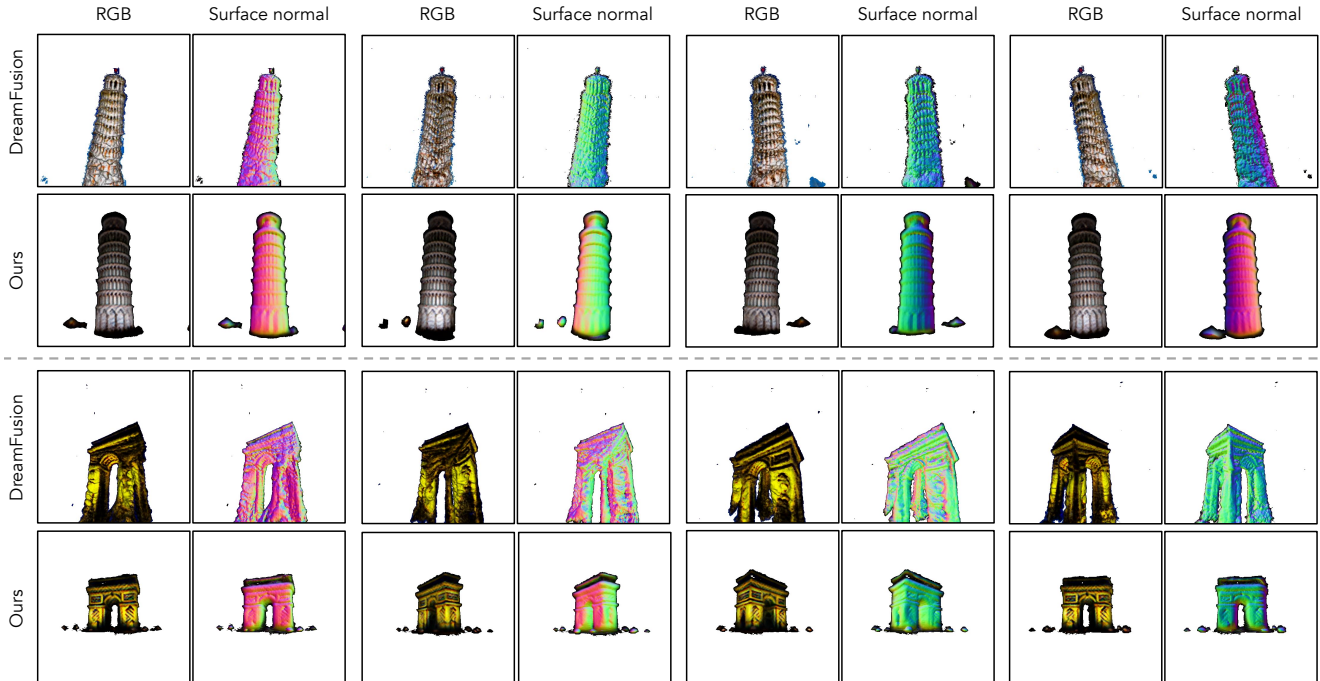 RGB Surface normal RGB Surface normal RGB Surface normal RGB Surface normal
DreamFusion
Ours
DreamFusion
Ours